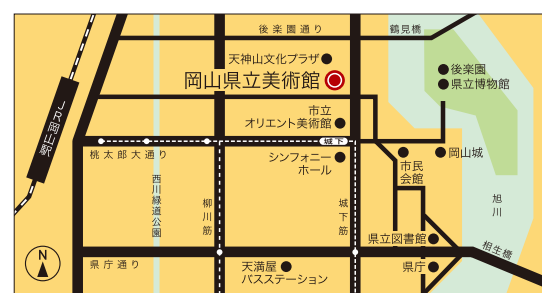 後楽園通り
鶴見橋
天神山文化プラザ
岡山県立美術館
後楽園
県立博物館
JR岡山駅
市立
オリエント美術館
城下
桃太郎大通り
シンフォニー
ホール
市民
会館
岡山城
西川緑道公園
柳川筋
城下筋
旭川
県立図書館
相生橋
県庁通り
天満屋
バスステーション
県庁
N